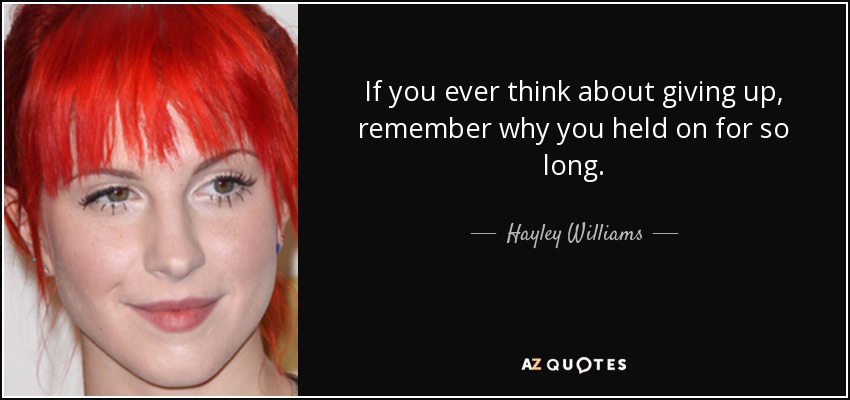 If you ever think about giving up,
remember why you held on for so
long.
Hayley Williams
AZ QUOTES